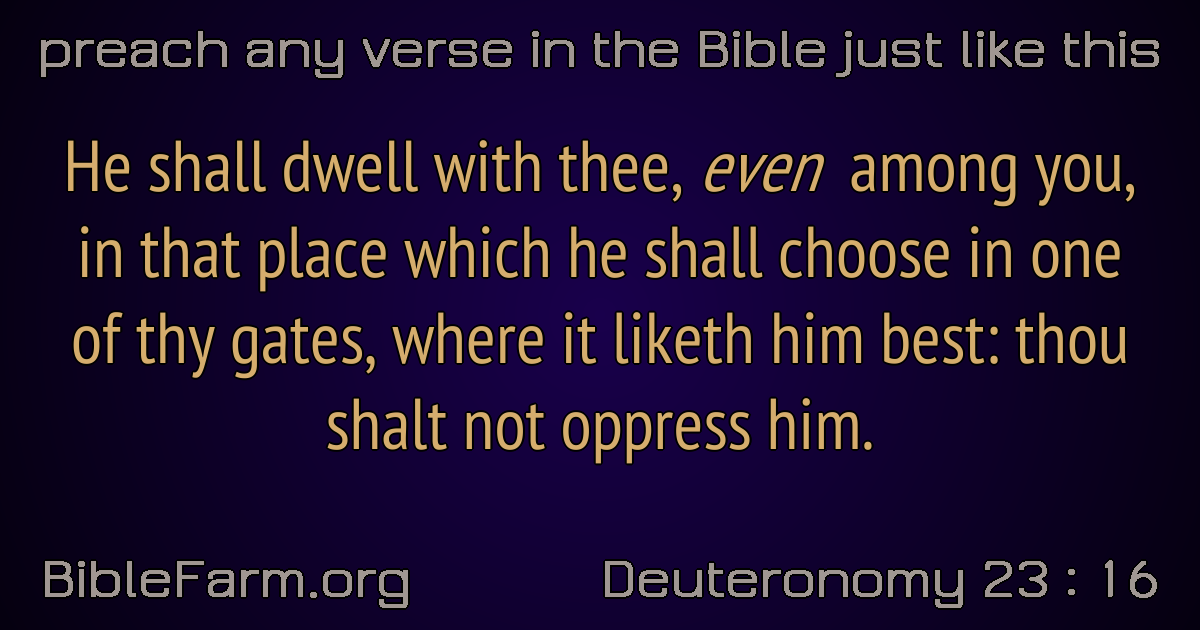 preach any verse in the Bible just like this
He shall dwell with thee, even among you,
in that place which he shall choose in one
of thy gates, where it liketh him best: thou
shalt not oppress him.
BibleFarm.org
Deuteronomy 23 : 16